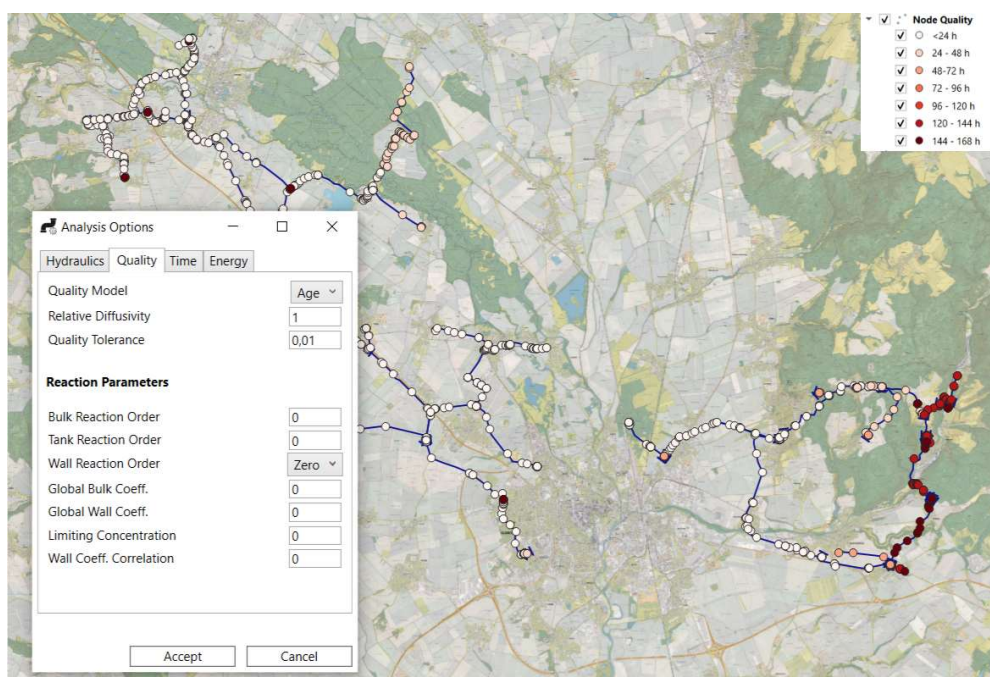 Node Quality
<24 h
24 - 48 h
48-72 h
72 - 96 h
96 - 120 h
120 - 144 h
144 - 168 h
Analysis Options
Hydraulics Quality Time Energy
Quality Model Age
Relative Diffusivity 1
Quality Tolerance 0,01
Reaction Parameters
Bulk Reaction Order 0
Tank Reaction Order 0
Wall Reaction Order Zero
Global Bulk Coeff. 0
Global Wall Coeff. 0
Limiting Concentration 0
Wall Coeff. Correlation 0
Accept Cancel